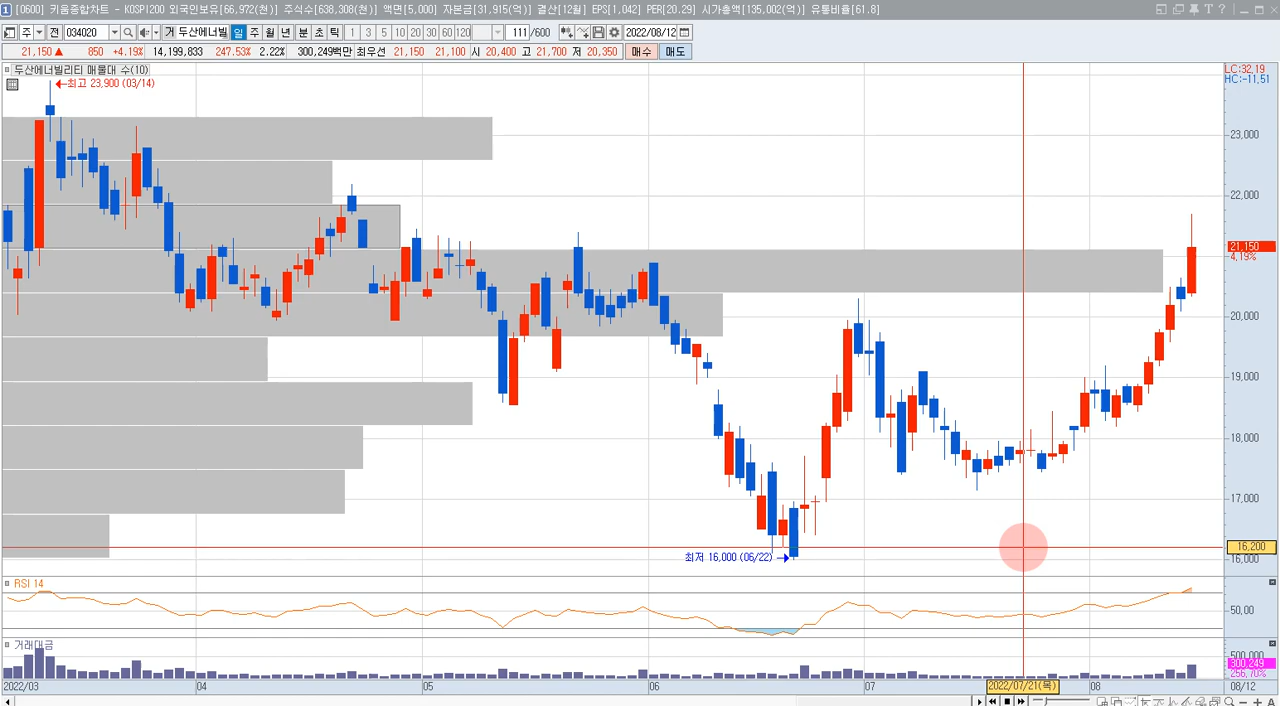 [0600] 키움종합차트 - KOSPI200 외국인보유[66,972(천)] 주식수[638,308(천)] 액면[5,000] 자본금[31,915(억)] 결산[12월] EPS[1,042] PER[20.29] 시가총액[135,002(억)] 유통비율[61.8]
주 전 034020 거 두산에너빌 일 주 월 년 분 초 틱 1 3 5 10 20 30 60 120 111 /600 2022/08/12
21,150 ▲ 850 +4.19% 14,199,833 247.53% 2.22% 300,249백만 최우선 21,150 21,100 시 20,400 고 21,700 저 20,350 매수 매도
두산에너빌리티 매물대 수(10)
LC:32.19
HC:-11.51
←최고 23,900 (03/14)
23,000
22,000
21,150
4.19%
20,000
19,000
18,000
17,000
16,200
최저 16,000 (06/22) →
16,000
RSI 14
50.00
거래대금
500,000
300,249
256.70%
2022/03 04 05 06 07 2022/07/21(목) 08 08/12